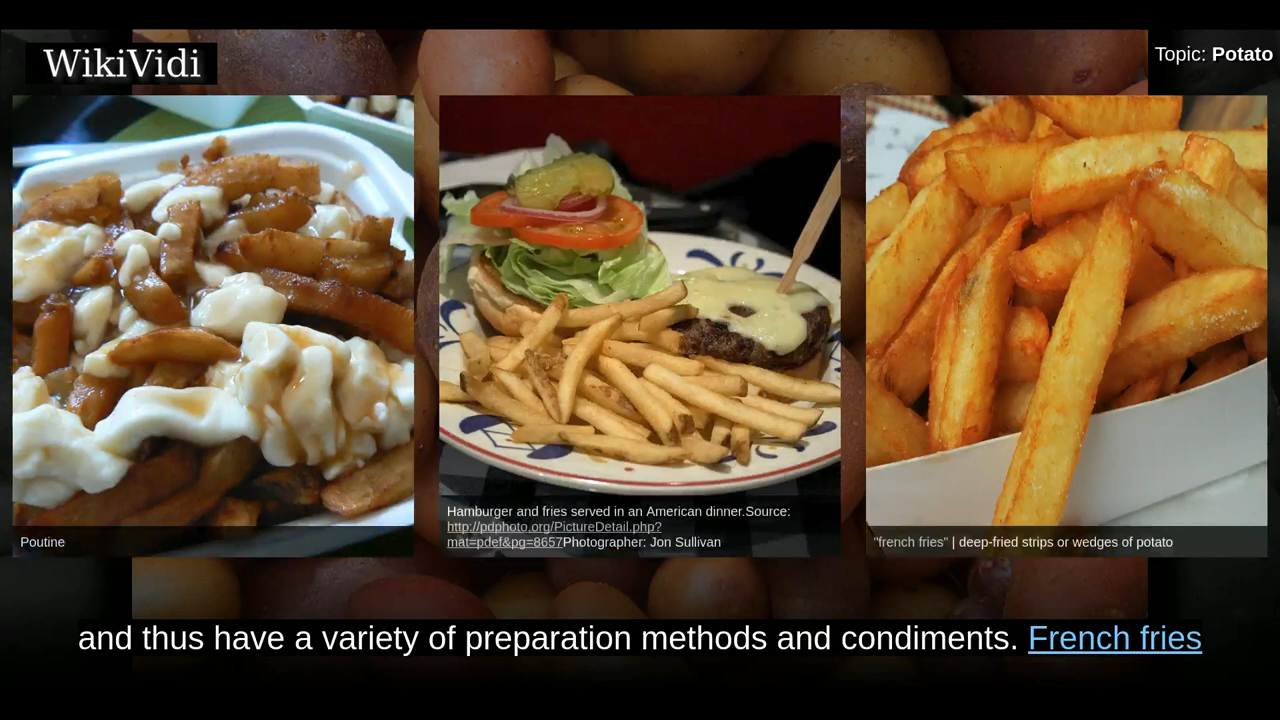 WikiVidi
Topic: Potato
Poutine
Hamburger and fries served in an American dinner.Source:
http://pdphoto.org/PictureDetail.php?
mat=pdef&pg=8657Photographer: Jon Sullivan
"french fries" | deep-fried strips or wedges of potato
and thus have a variety of preparation methods and condiments. French fries